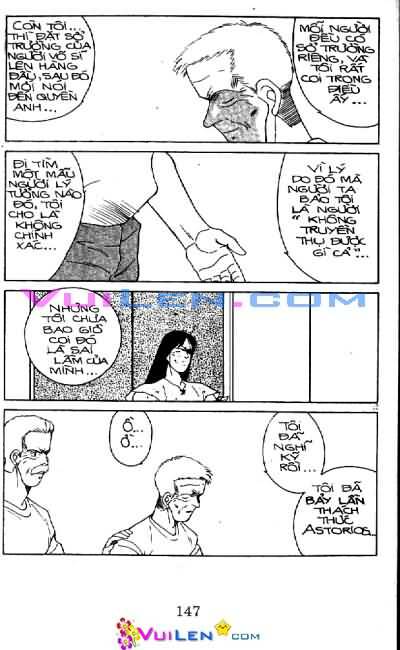 MỖI NGƯỜI
ĐỀU CÓ
SỞ TRƯỜNG
RIÊNG, VÀ
TÔI RẤT
COI TRỌNG
ĐIỀU
ẤY...
CÒN TÔI...
THÌ ĐẶT SỞ
TRƯỜNG CỦA
NGƯỜI VÕ SĨ
LÊN HÀNG
ĐẦU, SAU ĐÓ
MỚI NÓI
ĐẾN QUYỀN
ANH...
VÌ LÝ
DO ĐÓ MÀ
NGƯỜI TA
BẢO TÔI
LÀ NGƯỜI
" KHÔNG
TRUYỀN
THỤ ĐƯỢC
GÌ CẢ "...
ĐI TÌM
MỘT MẪU
NGƯỜI LÝ
TƯỞNG NÀO
ĐÓ, TÔI
CHO LÀ
KHÔNG
CHÍNH
XÁC...
VUILEN.COM
NHƯNG
TÔI CHƯA
BAO GIỜ
COI ĐÓ
LÀ SAI
LẦM CỦA
MÌNH...
TÔI
ĐÃ
NGHĨ
KỸ
RỒI...
TÔI ĐÃ
BẢY LẦN
THÁCH
THỨC
ASTORIOS...
Ồ...
Ồ...
147
VUILEN.COM